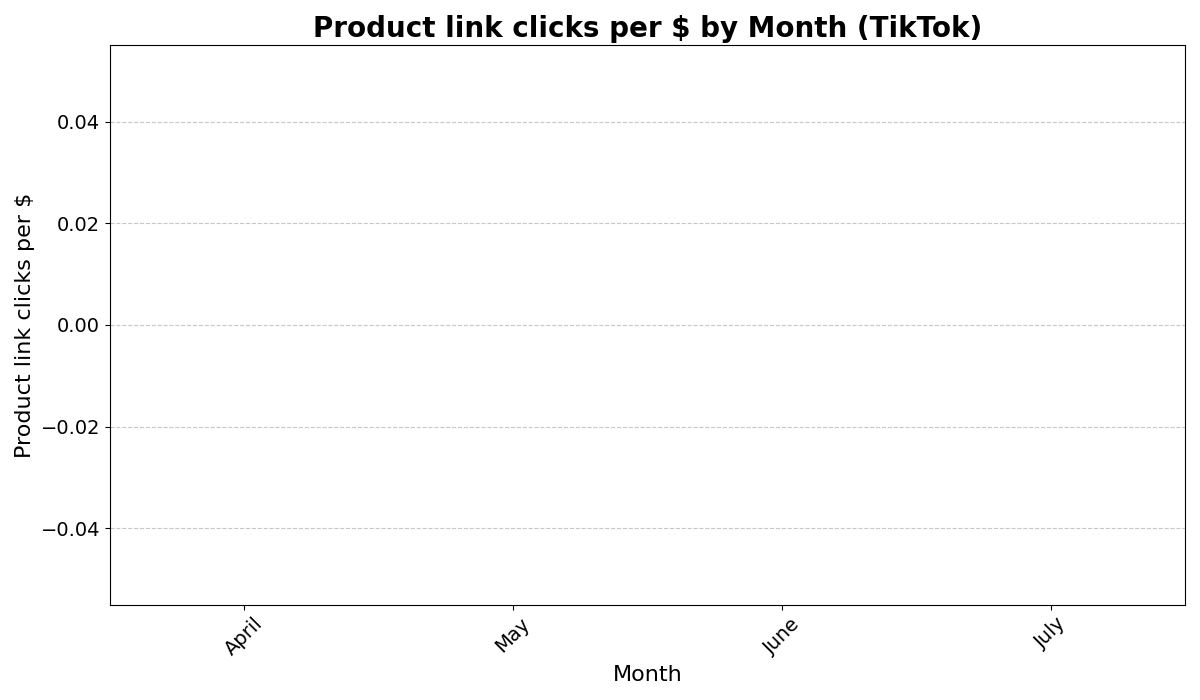 Product link clicks per $ by Month (TikTok)
Product link clicks per $
0.04
0.02
0.00
−0.02
−0.04
April
May
June
July
Month